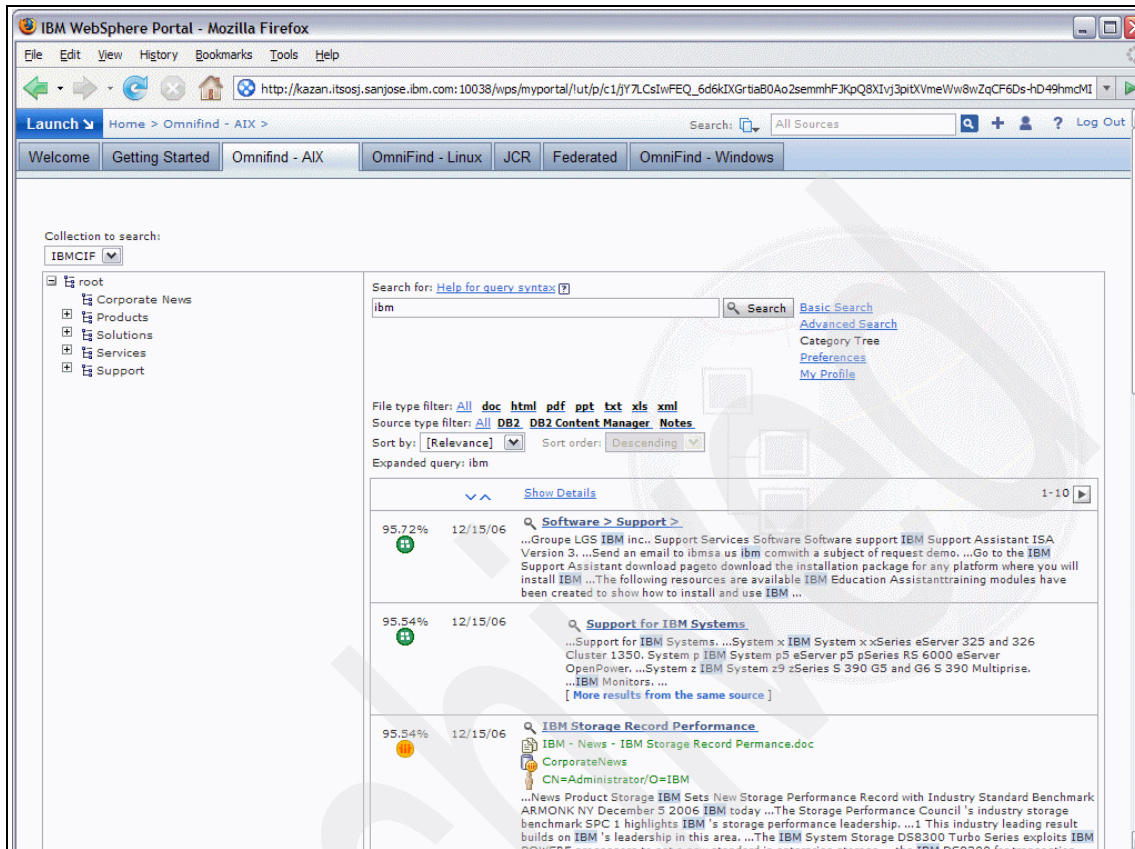 IBM WebSphere Portal - Mozilla Firefox
File Edit View History Bookmarks Tools Help
http://kazan.itsosj.sanjose.ibm.com:10038/wps/myportal/!ut/p/c1/
Launch Home > Omnifind - AIX > Search: All Sources ? Log Out
Welcome Getting Started Omnifind - AIX OmniFind - Linux JCR Federated OmniFind - Windows
Collection to search:
IBMCIF
root
Corporate News
Products
Solutions
Services
Support
Search for: Help for query syntax ?
ibm Search Basic Search
Advanced Search
Category Tree
Preferences
My Profile
File type filter: All doc html pdf ppt txt xls xml
Source type filter: All DB2 DB2 Content Manager Notes
Sort by: [Relevance] Sort order: Descending
Expanded query: ibm
Show Details 1-10
95.72% 12/15/06 Software > Support >
...Groupe LGS IBM inc.. Support Services Software Software support IBM Support Assistant ISA
Version 3. ...Send an email to ibmsa us ibm comwith a subject of request demo. ...Go to the IBM
Support Assistant download pageto download the installation package for any platform where you will
install IBM ...The following resources are available IBM Education Assistanttraining modules have
been created to show how to install and use IBM ...
95.54% 12/15/06 Support for IBM Systems
...Support for IBM Systems. ...System x IBM System x xSeries eServer 325 and 326
Cluster 1350. System p IBM System p5 eServer p5 pSeries RS 6000 eServer
OpenPower. ...System z IBM System z9 zSeries S 390 G5 and G6 S 390 Multiprise.
...IBM Monitors. ...
[ More results from the same source ]
95.54% 12/15/06 IBM Storage Record Performance
IBM - News - IBM Storage Record Permance.doc
CorporateNews
CN=Administrator/O=IBM
...News Product Storage IBM Sets New Storage Performance Record with Industry Standard Benchmark
ARMONK NY December 5 2006 IBM today ...The Storage Performance Council 's industry storage
benchmark SPC 1 highlights IBM 's storage performance leadership. ...1 This industry leading result
builds on IBM 's leadership in this area. ...The IBM System Storage DS8300 Turbo Series exploits IBM